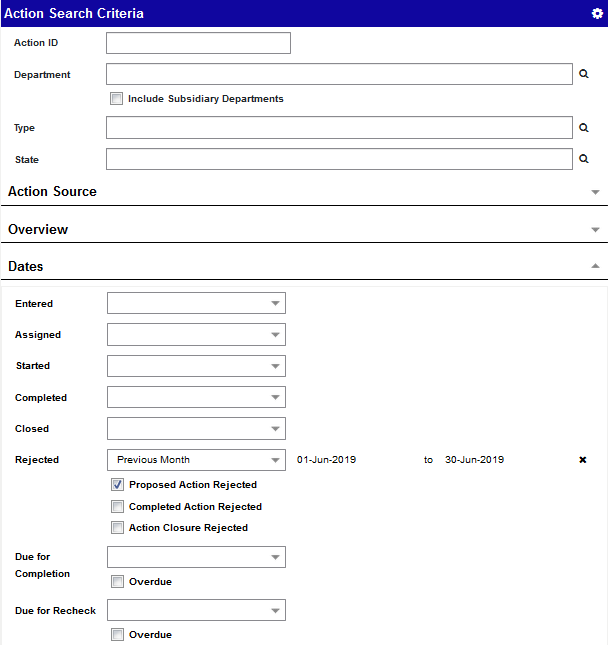 Action Search Criteria
Action ID
Department
Include Subsidiary Departments
Type
State
Action Source
Overview
Dates
Entered
Assigned
Started
Completed
Closed
Rejected Previous Month 01-Jun-2019 to 30-Jun-2019
Proposed Action Rejected
Completed Action Rejected
Action Closure Rejected
Due for
Completion
Overdue
Due for Recheck
Overdue